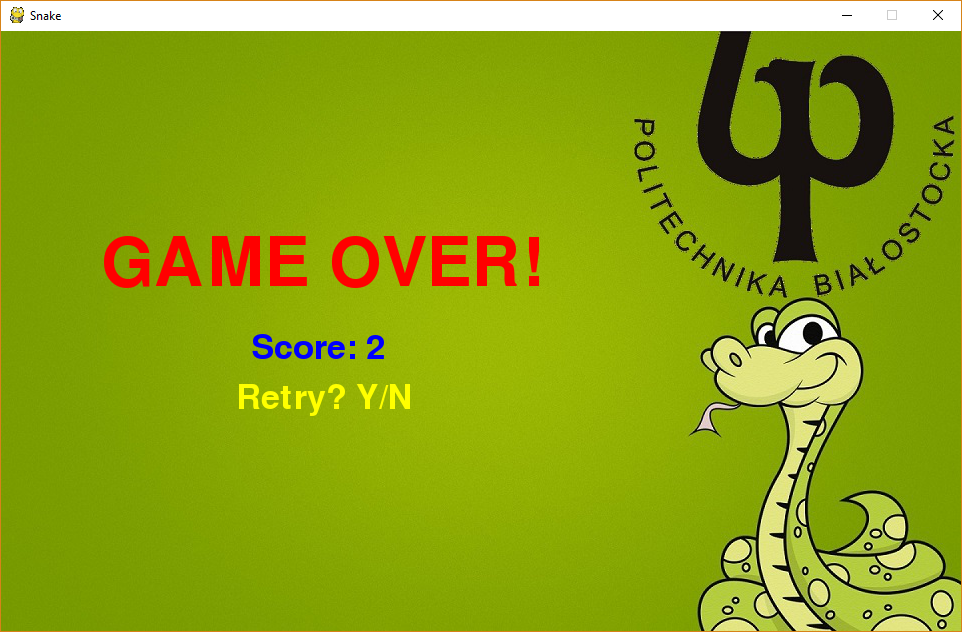 Snake
GAME OVER!
Score: 2
Retry? Y/N
POLITECHNIKA BIAŁOSTOCKA